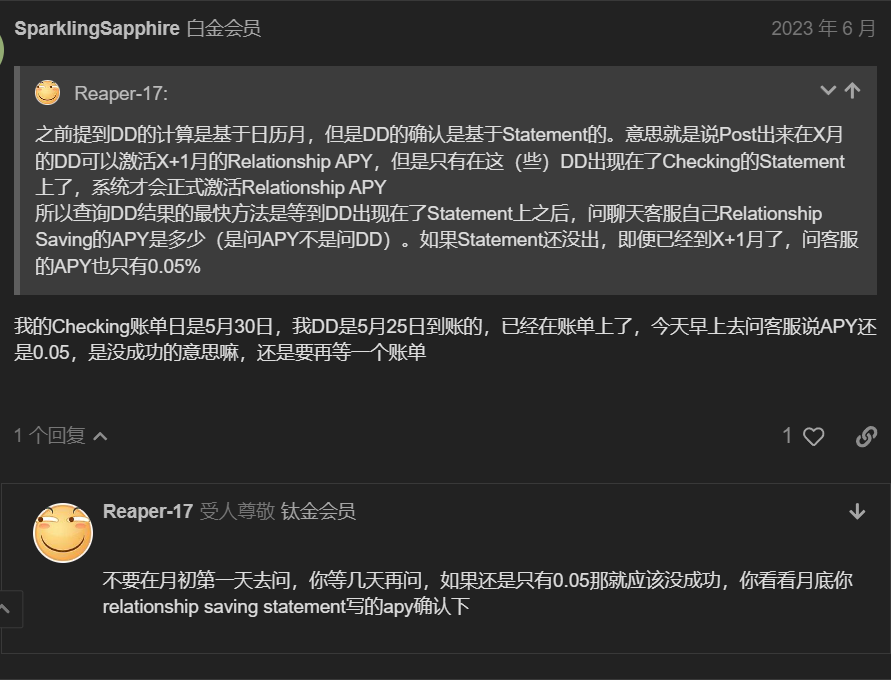 SparklingSapphire 白金会员 2023 年 6 月
Reaper-17:
之前提到DD的计算是基于日历月，但是DD的确认是基于Statement的。意思就是说Post出来在X月
的DD可以激活X+1月的Relationship APY，但是只有在这（些）DD出现在了Checking的Statement
上了，系统才会正式激活Relationship APY
所以查询DD结果的最快方法是等到DD出现在了Statement上之后，问聊天客服自己Relationship
Saving的APY是多少（是问APY不是问DD）。如果Statement还没出，即便已经到X+1月了，问客服
的APY也只有0.05%
我的Checking账单日是5月30日，我DD是5月25日到账的，已经在账单上了，今天早上去问客服说APY还
是0.05，是没成功的意思嘛，还是要再等一个账单
1 个回复 1
Reaper-17 受人尊敬 钛金会员
不要在月初第一天去问，你等几天再问，如果还是只有0.05那就应该没成功，你看看月底你
relationship saving statement写的apy确认下